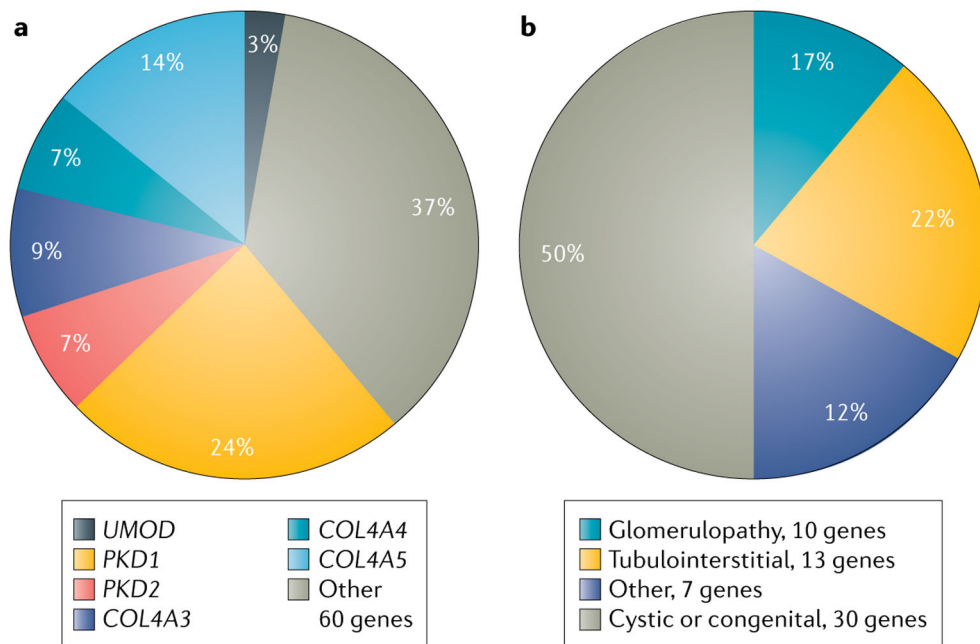 a
3%
14%
7%
37%
9%
7%
24%
UMOD
PKD1
PKD2
COL4A3
COL4A4
COL4A5
Other
60 genes
b
17%
22%
50%
12%
Glomerulopathy, 10 genes
Tubulointerstitial, 13 genes
Other, 7 genes
Cystic or congenital, 30 genes